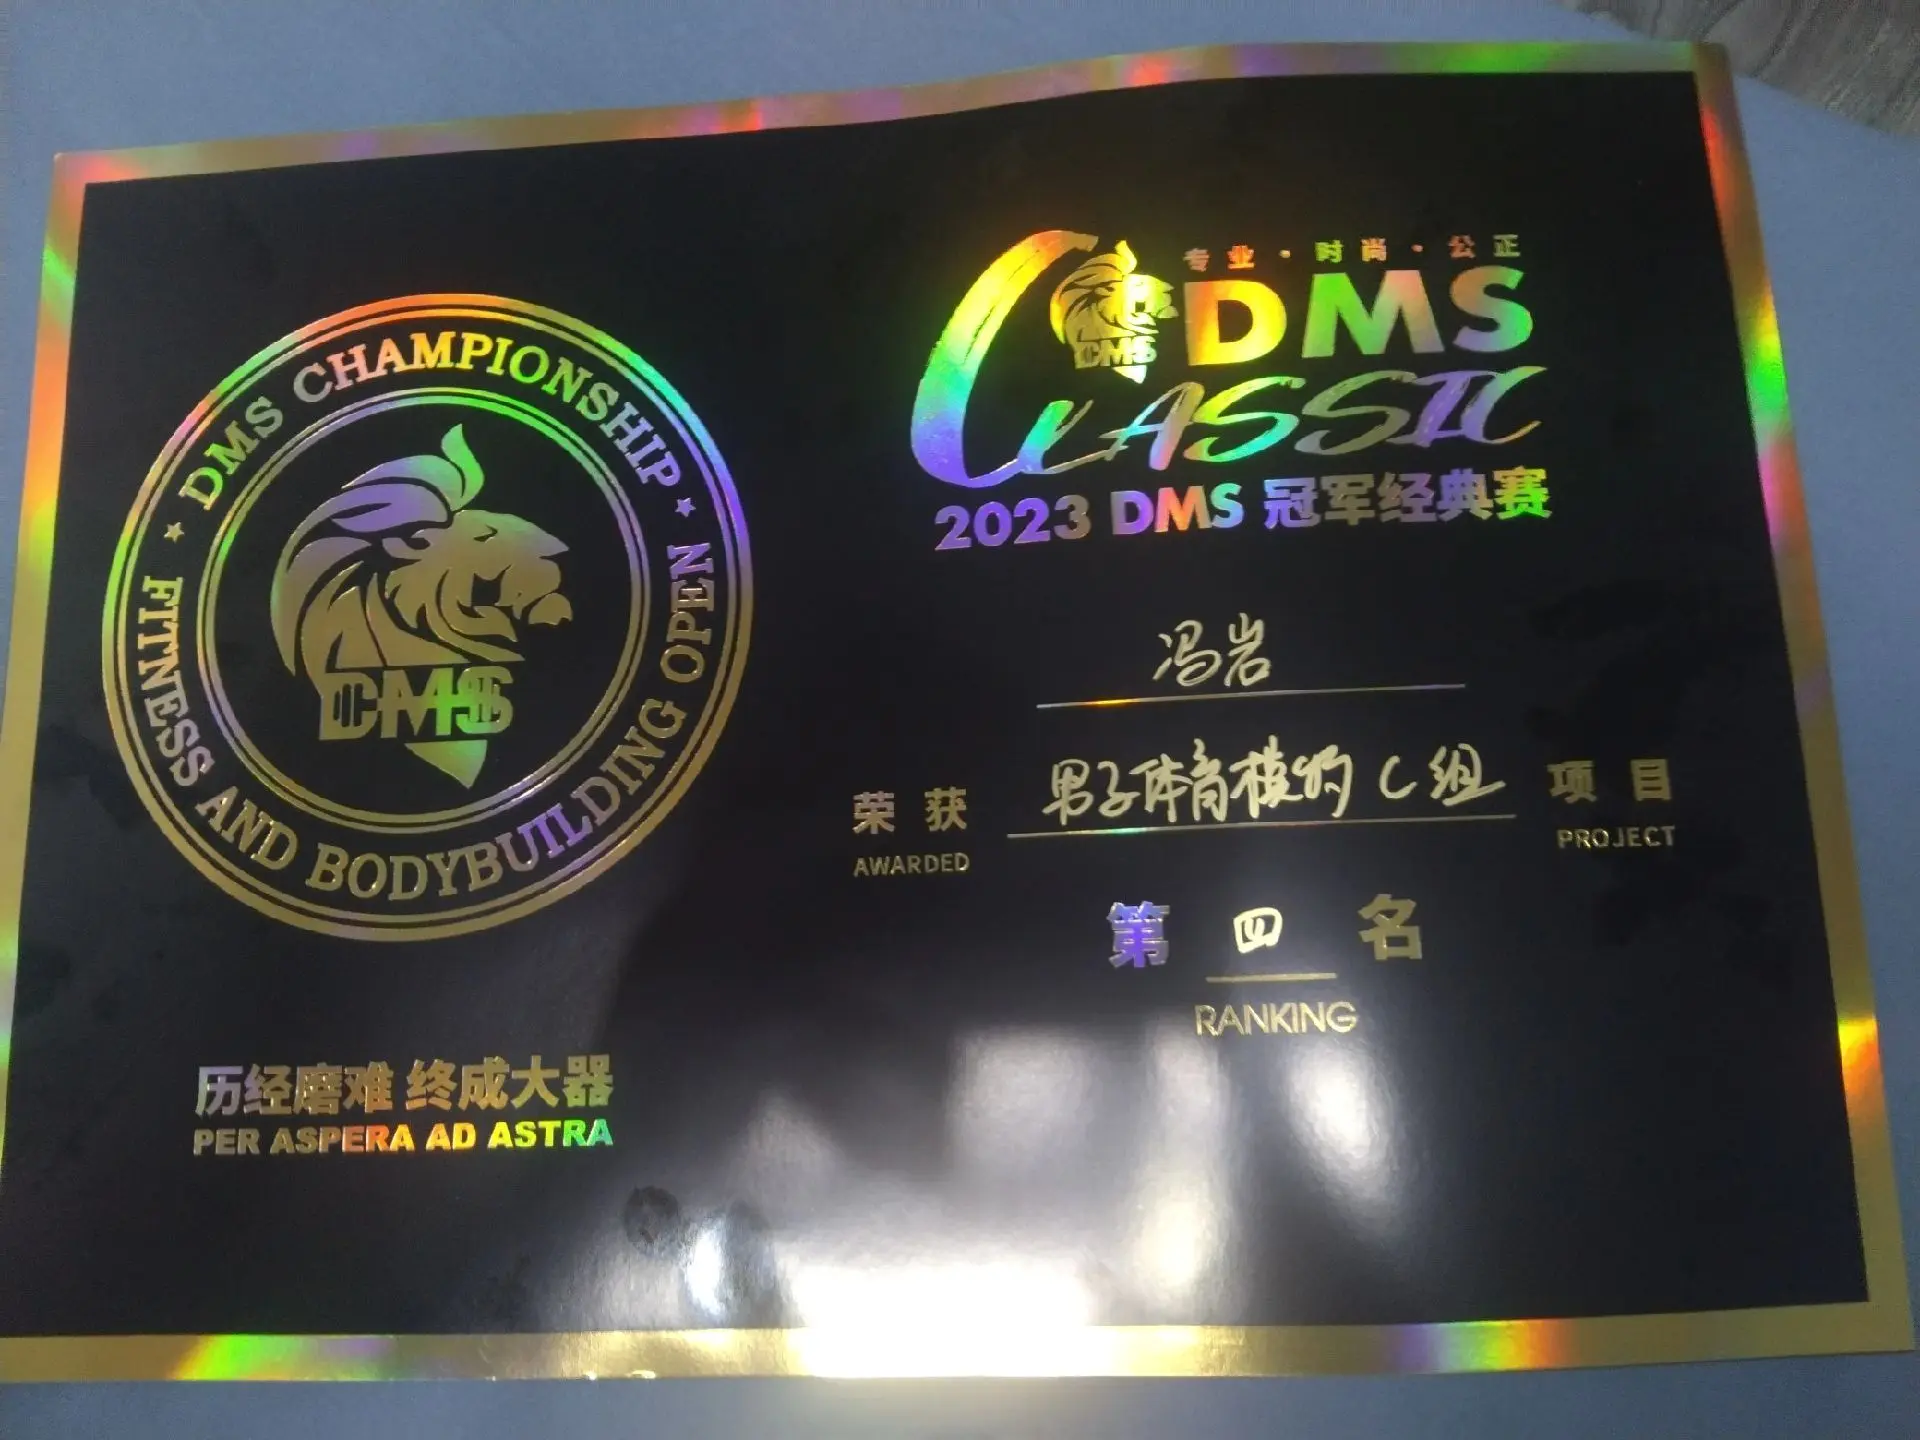 DMS CHAMPIONSHIP
FITNESS AND BODYBUILDING OPEN
DMS
历经磨难 终成大器
PER ASPERA AD ASTRA
专业·时尚·公正
DMS
DMS
CLASSIC
2023 DMS 冠军经典赛
冯岩
荣获 男子体育模特 C组 项目
AWARDED PROJECT
第 四 名
RANKING